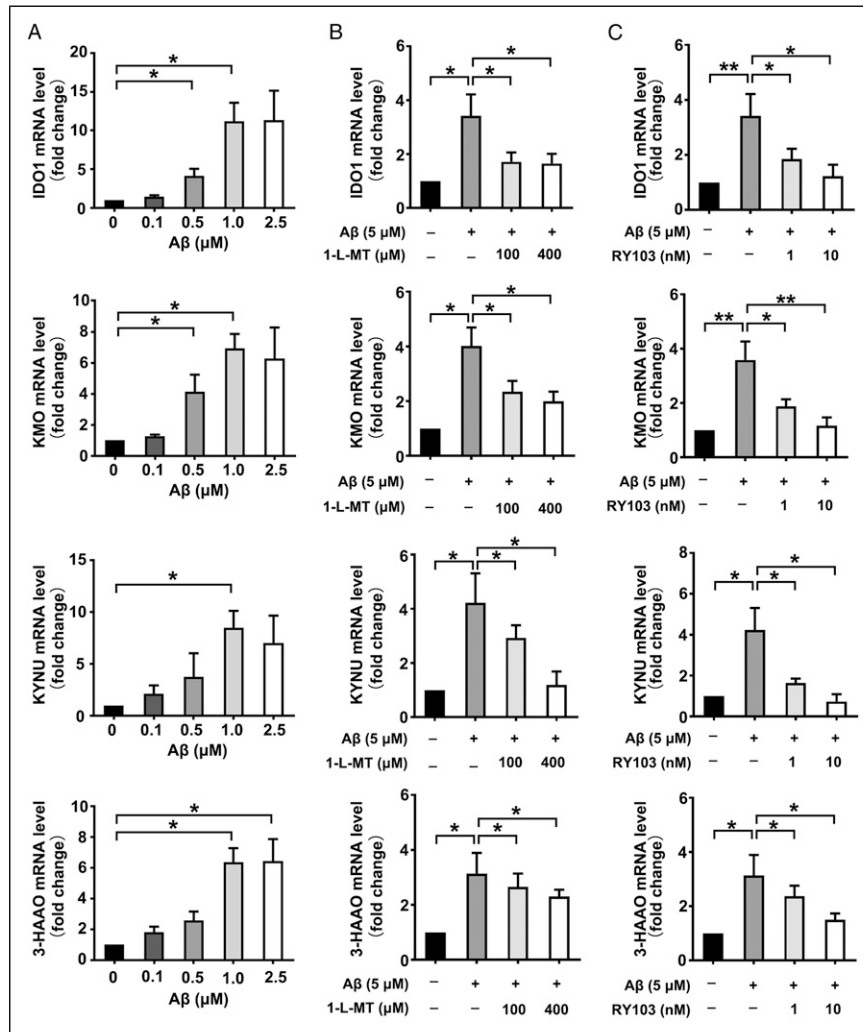 A
IDO1 mRNA level
(fold change)
20
15
10
5
0
*
*
0 0.1 0.5 1.0 2.5
Aβ (µM)
B
IDO1 mRNA level
(fold change)
6
4
2
0
*
* *
Aβ (5 µM) – + + +
1-L-MT (µM) – – 100 400
C
IDO1 mRNA level
(fold change)
6
4
2
0
*
** *
Aβ (5 µM) – + + +
RY103 (nM) – – 1 10
KMO mRNA level
(fold change)
10
8
6
4
2
0
*
*
0 0.1 0.5 1.0 2.5
Aβ (µM)
KMO mRNA level
(fold change)
6
4
2
0
*
* *
Aβ (5 µM) – + + +
1-L-MT (µM) – – 100 400
KMO mRNA level
(fold change)
6
4
2
0
**
** *
Aβ (5 µM) – + + +
RY103 (nM) – – 1 10
KYNU mRNA level
(fold change)
15
10
5
0
*
0 0.1 0.5 1.0 2.5
Aβ (µM)
KYNU mRNA level
(fold change)
6
4
2
0
*
* *
Aβ (5 µM) – + + +
1-L-MT (µM) – – 100 400
KYNU mRNA level
(fold change)
8
6
4
2
0
*
* *
Aβ (5 µM) – + + +
RY103 (nM) – – 1 10
3-HAAO mRNA level
(fold change)
10
8
6
4
2
0
*
*
0 0.1 0.5 1.0 2.5
Aβ (µM)
3-HAAO mRNA level
(fold change)
6
4
2
0
*
* *
Aβ (5 µM) – + + +
1-L-MT (µM) – – 100 400
3-HAAO mRNA level
(fold change)
6
4
2
0
*
* *
Aβ (5 µM) – + + +
RY103 (nM) – – 1 10